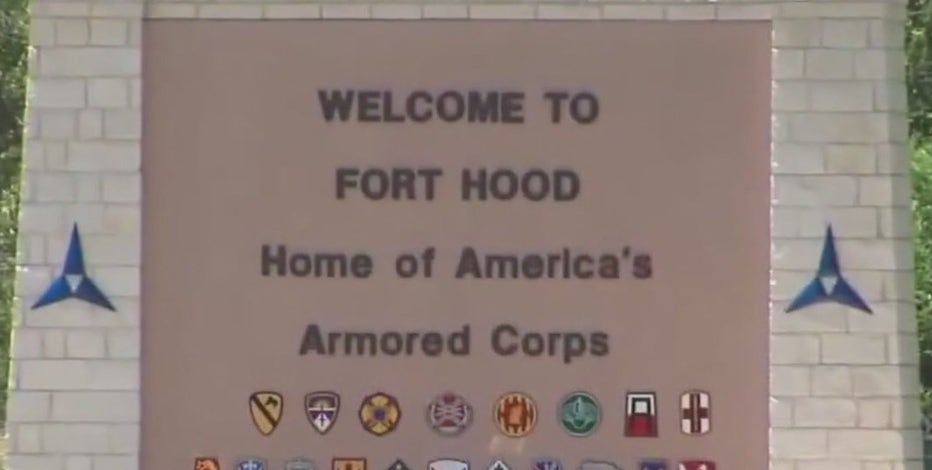 WELCOME TO
FORT HOOD
Home of America's
Armored Corps